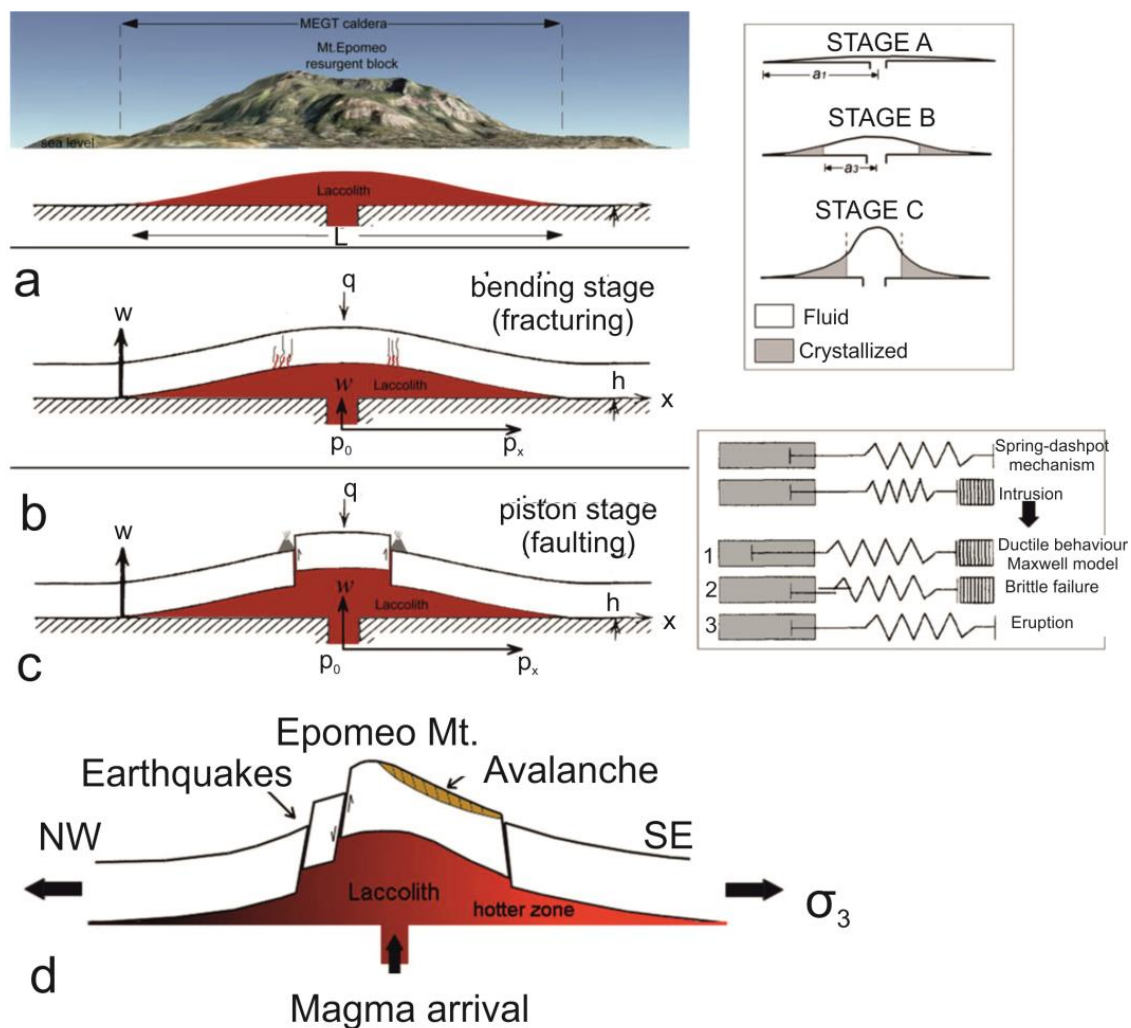 MEGT caldera
Mt.Epomeo
resurgent block
sea level
Laccolith
L
a
q
bending stage
(fracturing)
w
w
Laccolith
h
x
p₀
pₓ
b
q
piston stage
(faulting)
w
w
Laccolith
h
x
p₀
pₓ
c
STAGE A
a₁
STAGE B
a₃
STAGE C
Fluid
Crystallized
Spring-dashpot
mechanism
Intrusion
1
Ductile behaviour
Maxwell model
2
Brittle failure
3
Eruption
Epomeo Mt.
Earthquakes
Avalanche
NW
SE
Laccolith
hotter zone
σ₃
d
Magma arrival